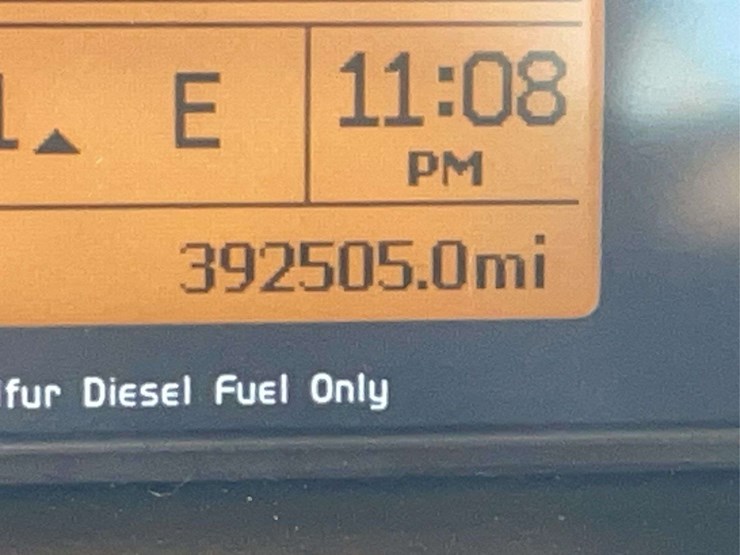 E 11:08
PM
392505.0mi
Diesel Fuel Only